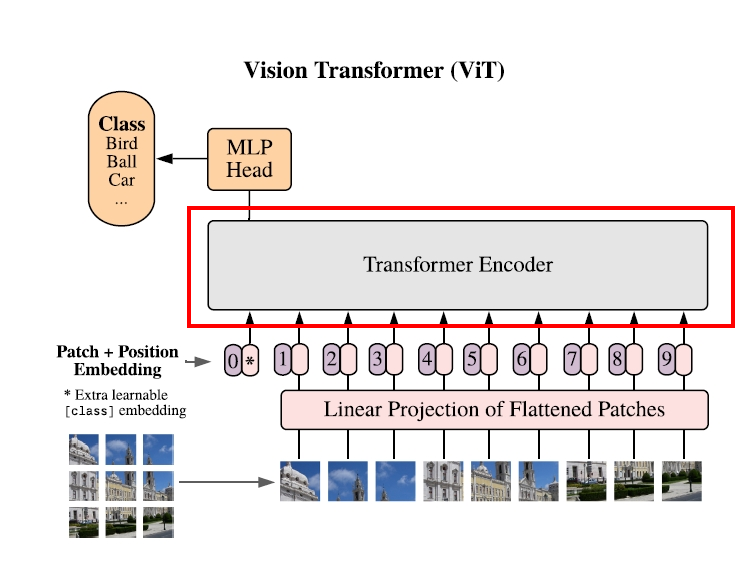 Vision Transformer (ViT)
Class
Bird
Ball
Car
...
MLP
Head
Transformer Encoder
Patch + Position
Embedding
0 * 1 2 3 4 5 6 7 8 9
* Extra learnable
[class] embedding
Linear Projection of Flattened Patches